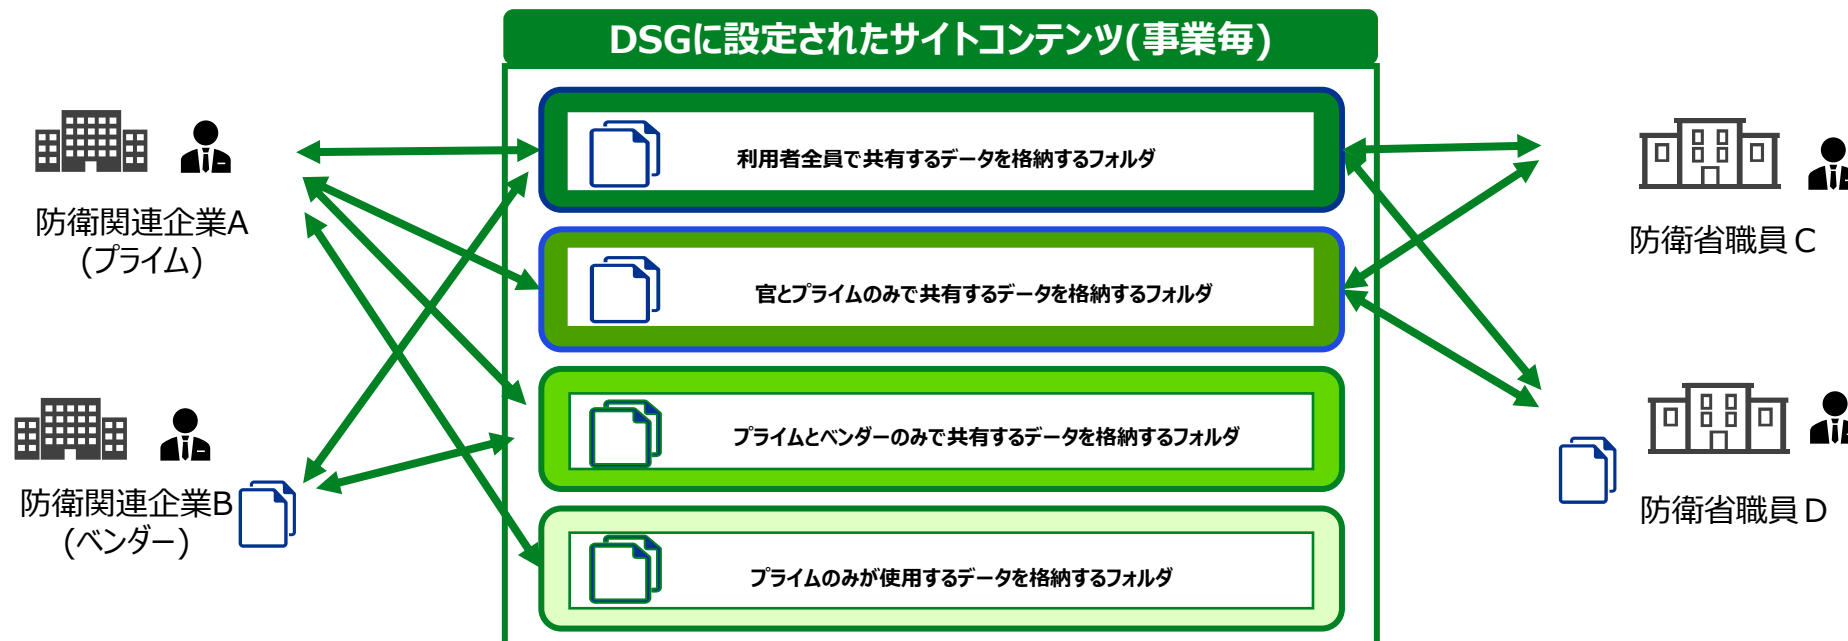 DSGに設定されたサイトコンテンツ(事業毎)
利用者全員で共有するデータを格納するフォルダ
官とプライムのみで共有するデータを格納するフォルダ
プライムとベンダーのみで共有するデータを格納するフォルダ
プライムのみが使用するデータを格納するフォルダ
防衛関連企業A
(プライム)
防衛関連企業B
(ベンダー)
防衛省職員C
防衛省職員D